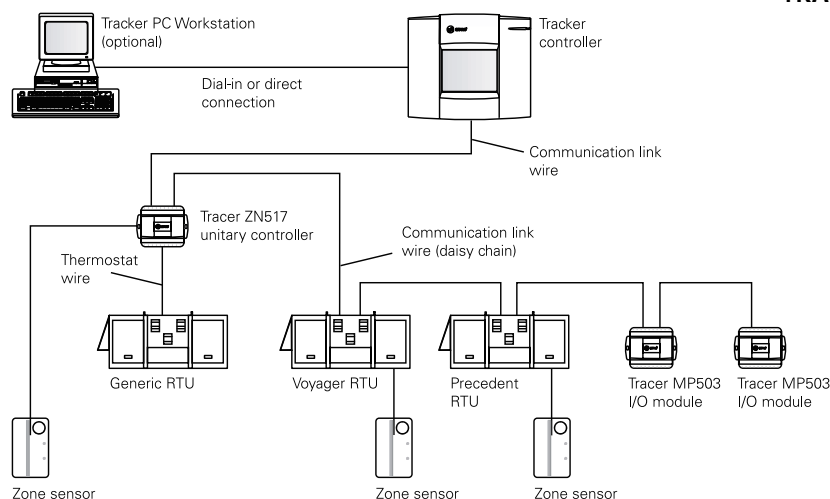 TRA
Tracker PC Workstation
(optional)
Tracker
controller
Dial-in or direct
connection
Communication link
wire
Tracer ZN517
unitary controller
Communication link
wire (daisy chain)
Thermostat
wire
Generic RTU
Voyager RTU
Precedent
RTU
Tracer MP503
I/O module
Tracer MP503
I/O module
Zone sensor
Zone sensor
Zone sensor